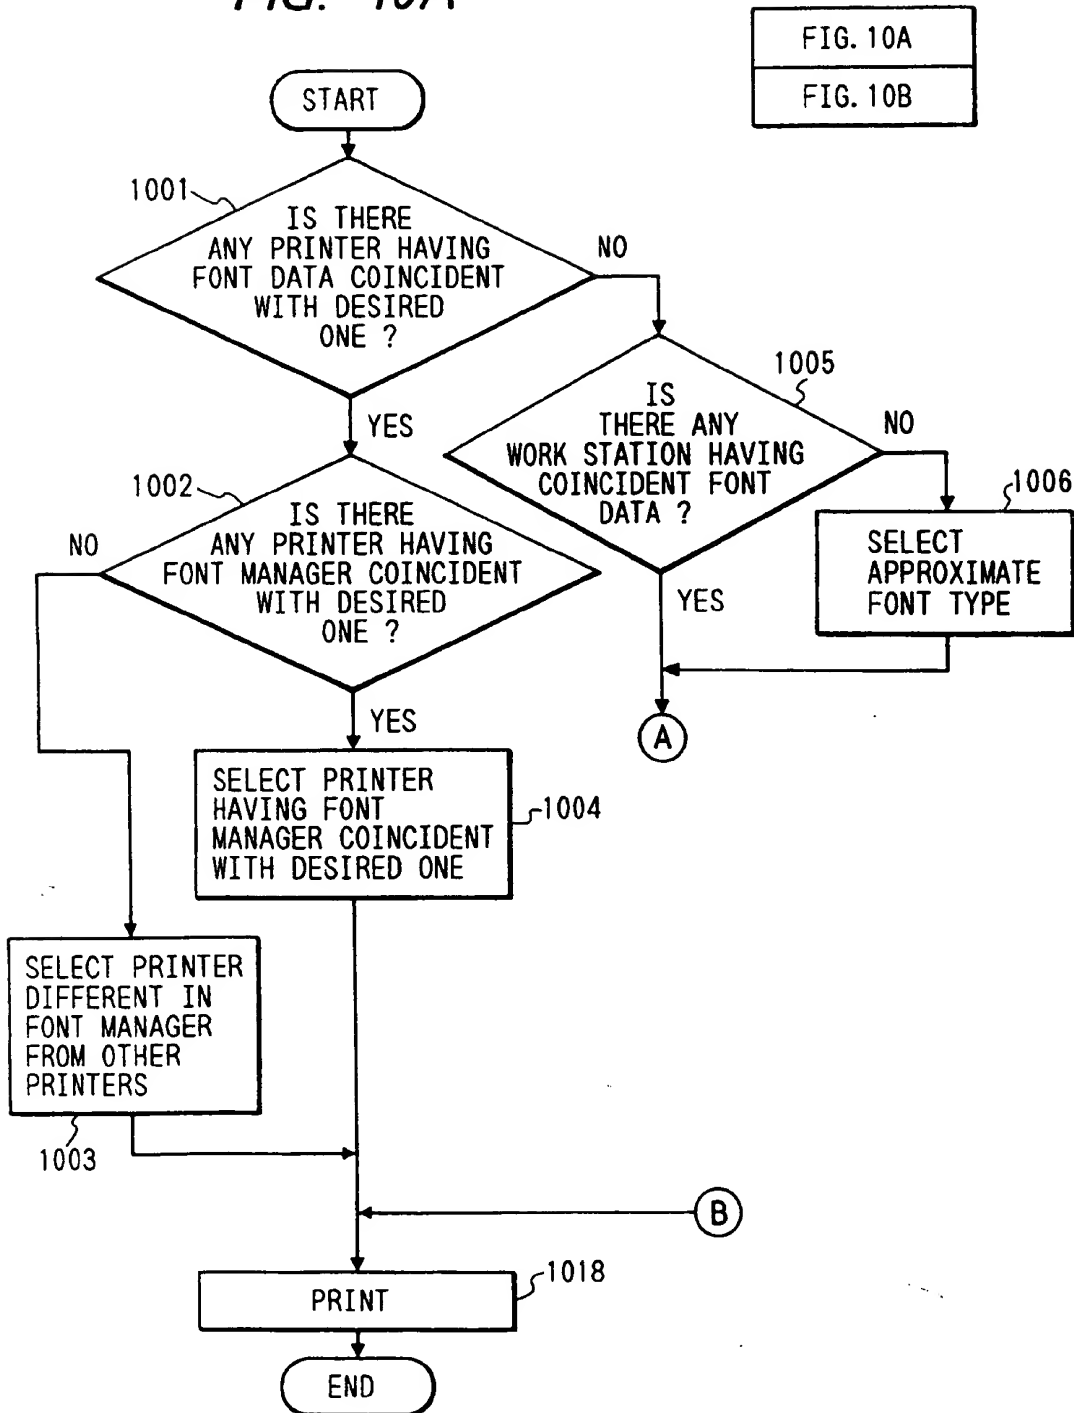 FIG. 10A
FIG. 10A
FIG. 10B
START
1001
IS THERE
ANY PRINTER HAVING
FONT DATA COINCIDENT
WITH DESIRED
ONE ?
NO
YES
1005
IS
THERE ANY
WORK STATION HAVING
COINCIDENT FONT
DATA ?
NO
YES
1006
SELECT
APPROXIMATE
FONT TYPE
A
1002
IS THERE
ANY PRINTER HAVING
FONT MANAGER COINCIDENT
WITH DESIRED
ONE ?
NO
YES
SELECT PRINTER
HAVING FONT
MANAGER COINCIDENT
WITH DESIRED ONE
1004
SELECT PRINTER
DIFFERENT IN
FONT MANAGER
FROM OTHER
PRINTERS
1003
B
PRINT
1018
END